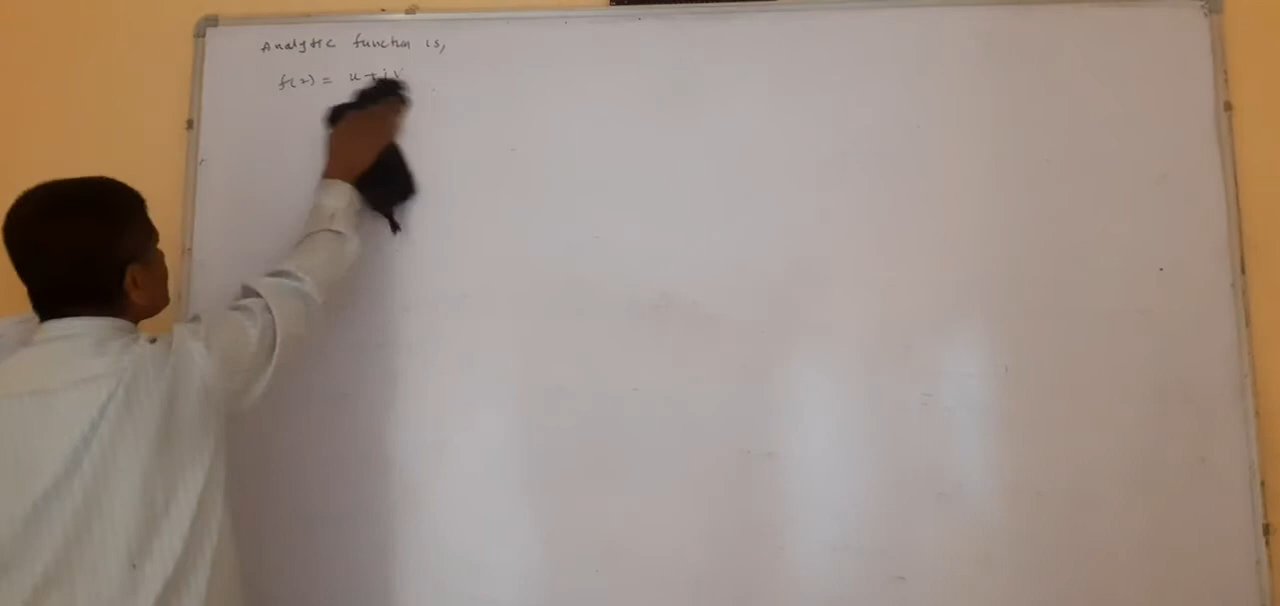 Analytic function is,
f(z) = u+iv